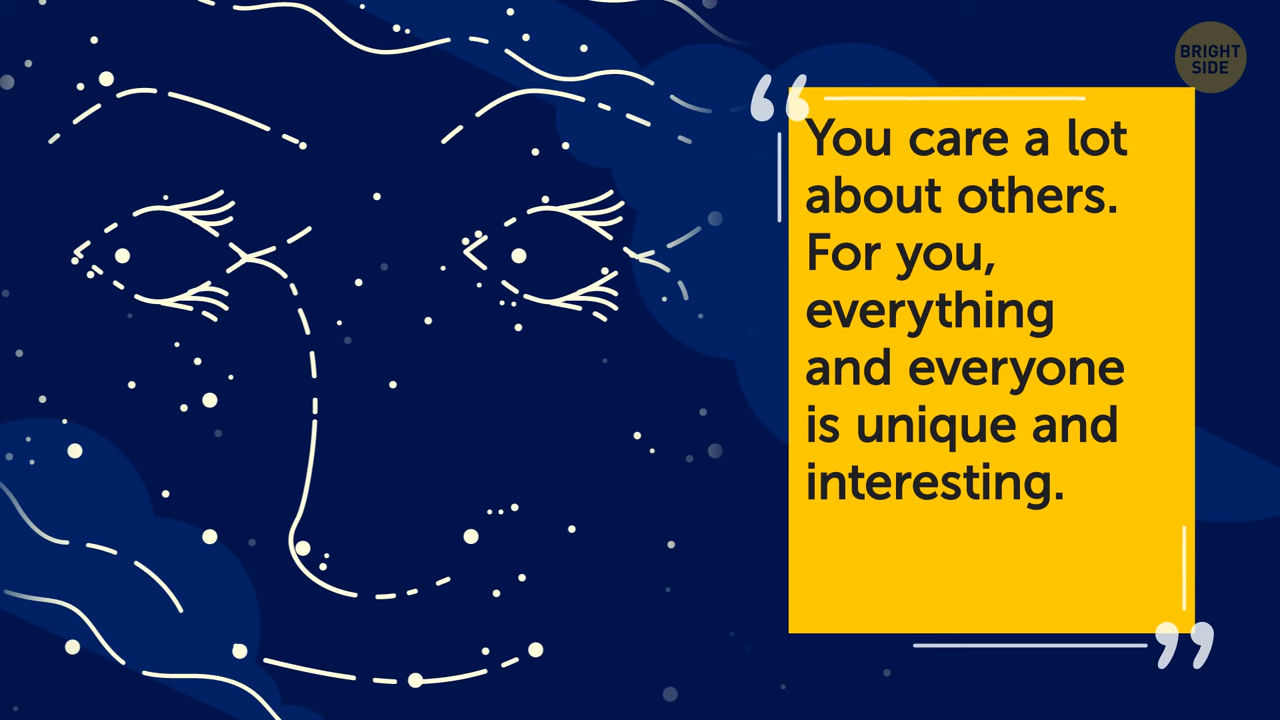 BRIGHT
SIDE
You care a lot
about others.
For you,
everything
and everyone
is unique and
interesting.